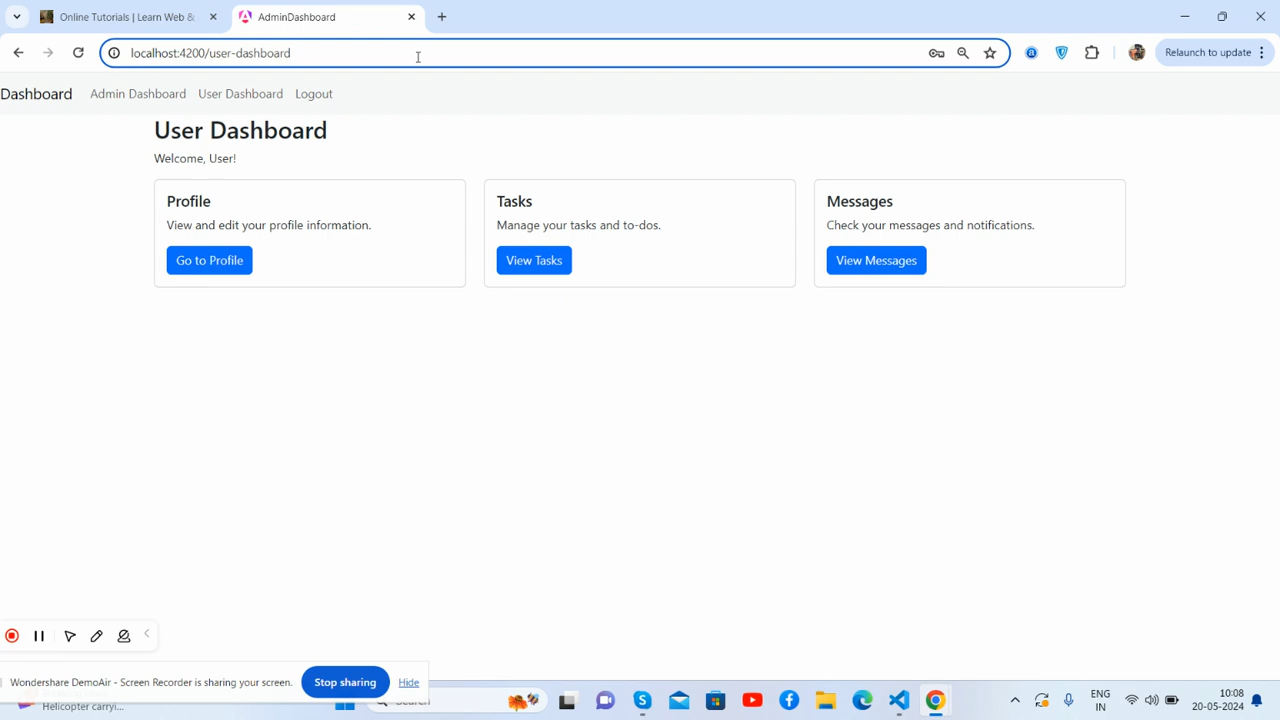 Online Tutorials | Learn Web &
AdminDashboard
localhost:4200/user-dashboard
Relaunch to update
Dashboard Admin Dashboard User Dashboard Logout
User Dashboard
Welcome, User!
Profile
View and edit your profile information.
Go to Profile
Tasks
Manage your tasks and to-dos.
View Tasks
Messages
Check your messages and notifications.
View Messages
Wondershare DemoAir - Screen Recorder is sharing your screen.
Stop sharing
Hide
Helicopter carryi...
Search
ENG
IN
10:08
20-05-2024